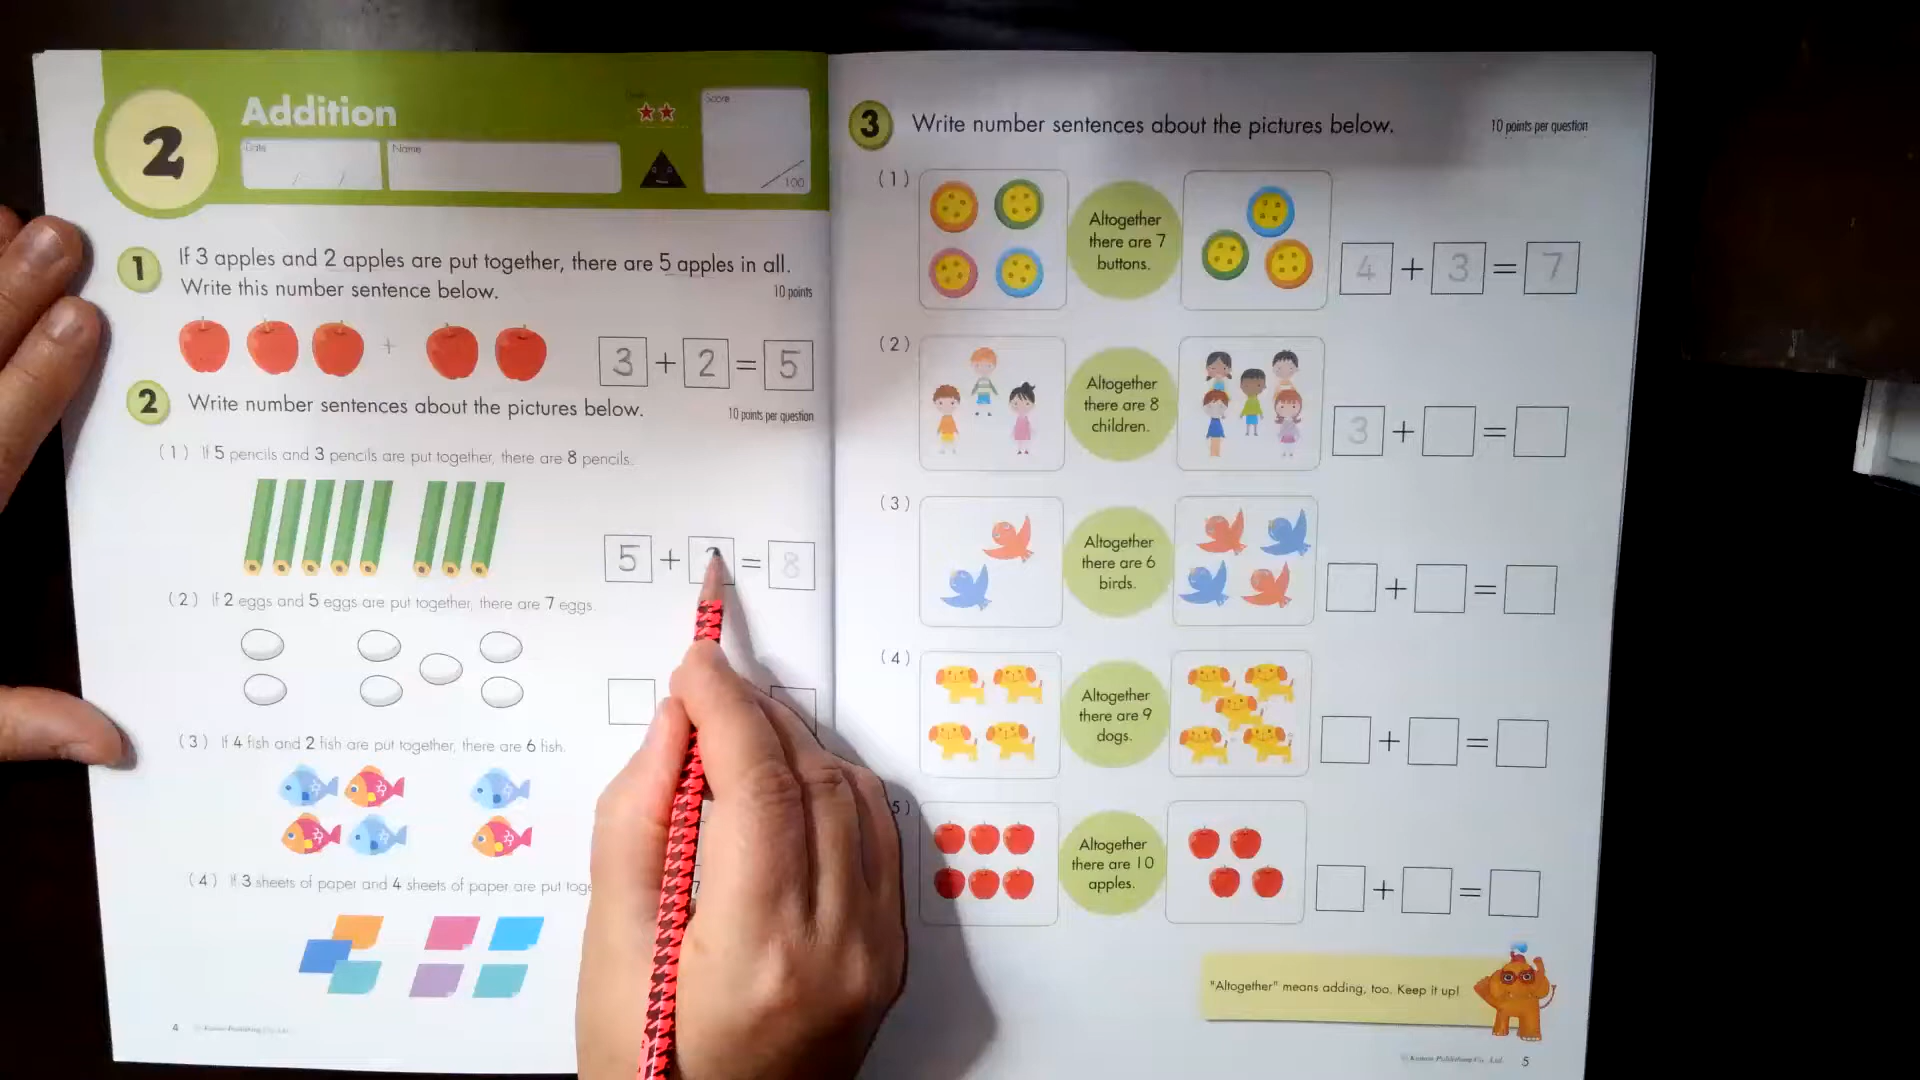 2
Addition
Date
Name
Score
/ /
/100
1 If 3 apples and 2 apples are put together, there are 5 apples in all.
Write this number sentence below.
10 points
+
3 + 2 = 5
2 Write number sentences about the pictures below.
10 points per question
(1) If 5 pencils and 3 pencils are put together, there are 8 pencils.
5 + = 8
(2) If 2 eggs and 5 eggs are put together, there are 7 eggs.
(3) If 4 fish and 2 fish are put together, there are 6 fish.
(4) If 3 sheets of paper and 4 sheets of paper are put
4
3 Write number sentences about the pictures below.
10 points per question
(1)
Altogether
there are 7
buttons.
4 + 3 = 7
(2)
Altogether
there are 8
children.
3 + =
(3)
Altogether
there are 6
birds.
+ =
(4)
Altogether
there are 9
dogs.
+ =
5)
Altogether
there are 10
apples.
+ =
"Altogether" means adding, too. Keep it up!
© Kumon Publishing Co., Ltd.
5